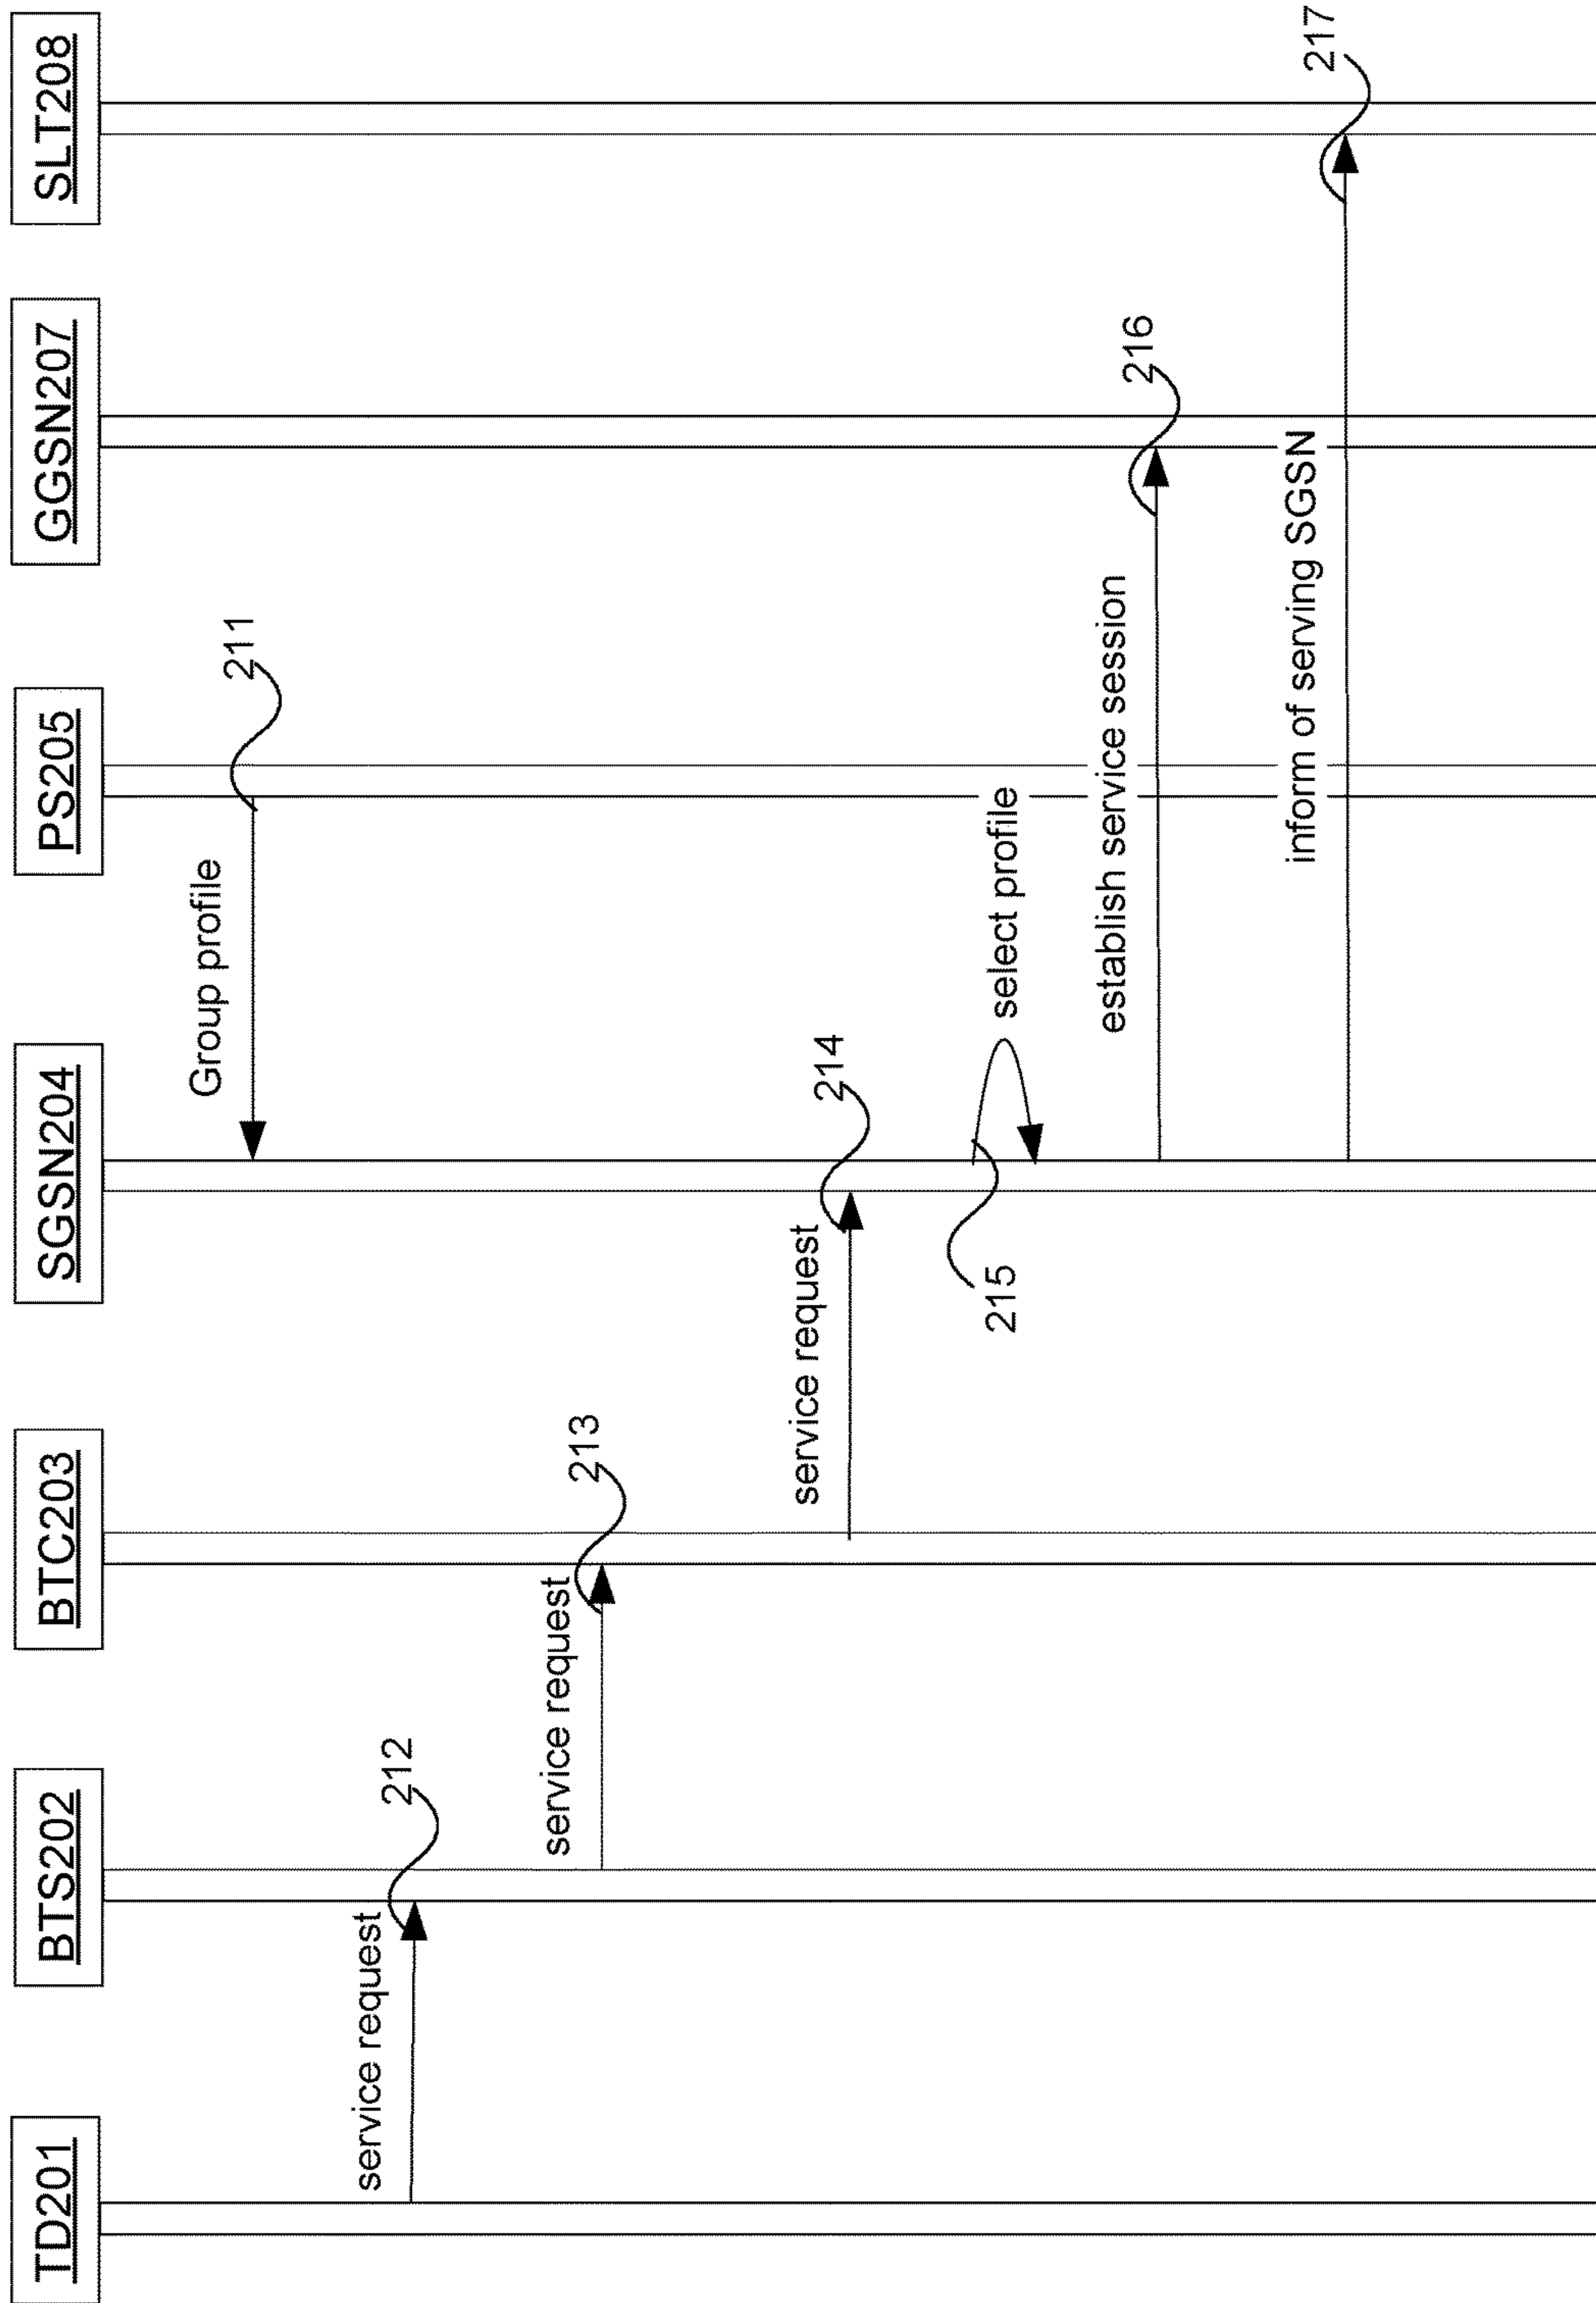 TD201
BTS202
BTC203
SGSN204
PS205
GGSN207
SLT208
Group profile
211
service request
212
service request
213
service request
214
215
select profile
establish service session
216
inform of serving SGSN
217